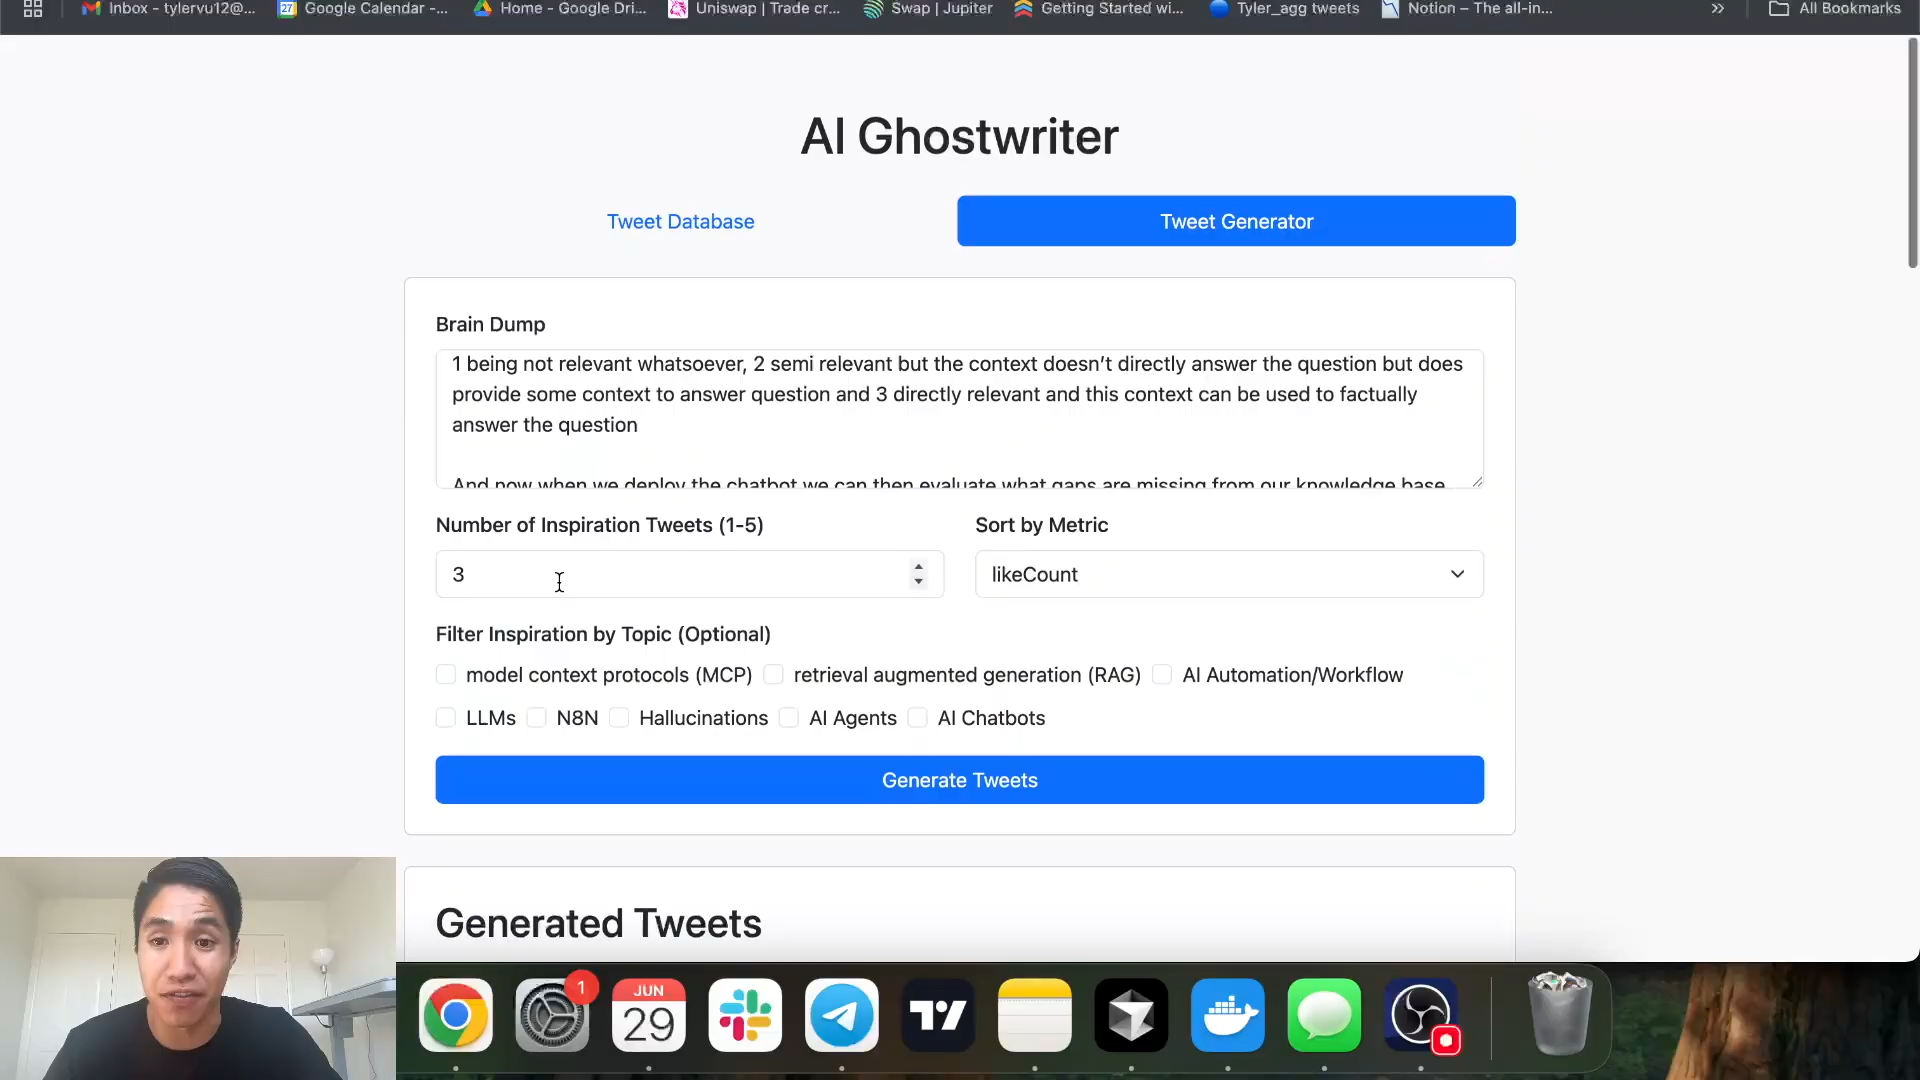 Inbox - tylervu12@... Google Calendar -... Home - Google Dri... Uniswap | Trade cr... Swap | Jupiter Getting Started wi... Tyler_agg tweets Notion – The all-in... » All Bookmarks
AI Ghostwriter
Tweet Database Tweet Generator
Brain Dump
1 being not relevant whatsoever, 2 semi relevant but the context doesn’t directly answer the question but does
provide some context to answer question and 3 directly relevant and this context can be used to factually
answer the question
And now when we deploy the chatbot we can then evaluate what gaps are missing from our knowledge base
Number of Inspiration Tweets (1-5) Sort by Metric
3 likeCount
Filter Inspiration by Topic (Optional)
model context protocols (MCP) retrieval augmented generation (RAG) AI Automation/Workflow
LLMs N8N Hallucinations AI Agents AI Chatbots
Generate Tweets
Generated Tweets
1
JUN
29